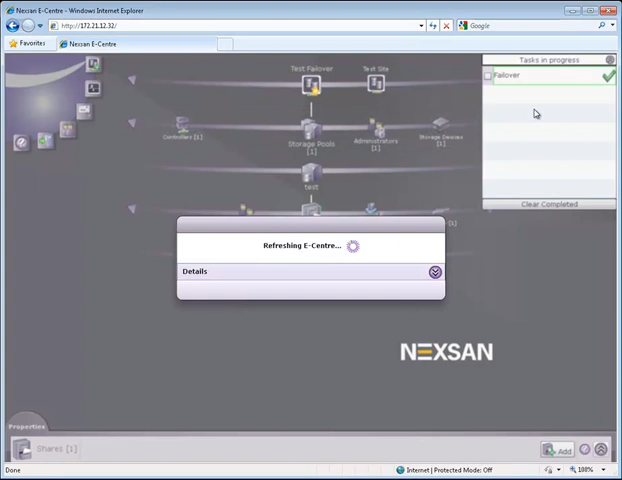 Nexsan E-Centre - Windows Internet Explorer
http://172.21.12.32/
Google
Favorites
Nexsan E-Centre
Tasks in progress
Failover
Clear Completed
Test Failover
Test Site
Controllers [1]
Storage Pools
[1]
Administrators
[1]
Storage Devices
[1]
test
Refreshing E-Centre...
Details
NEXSAN
Properties
Shares [1]
Add
Done
Internet | Protected Mode: Off
100%